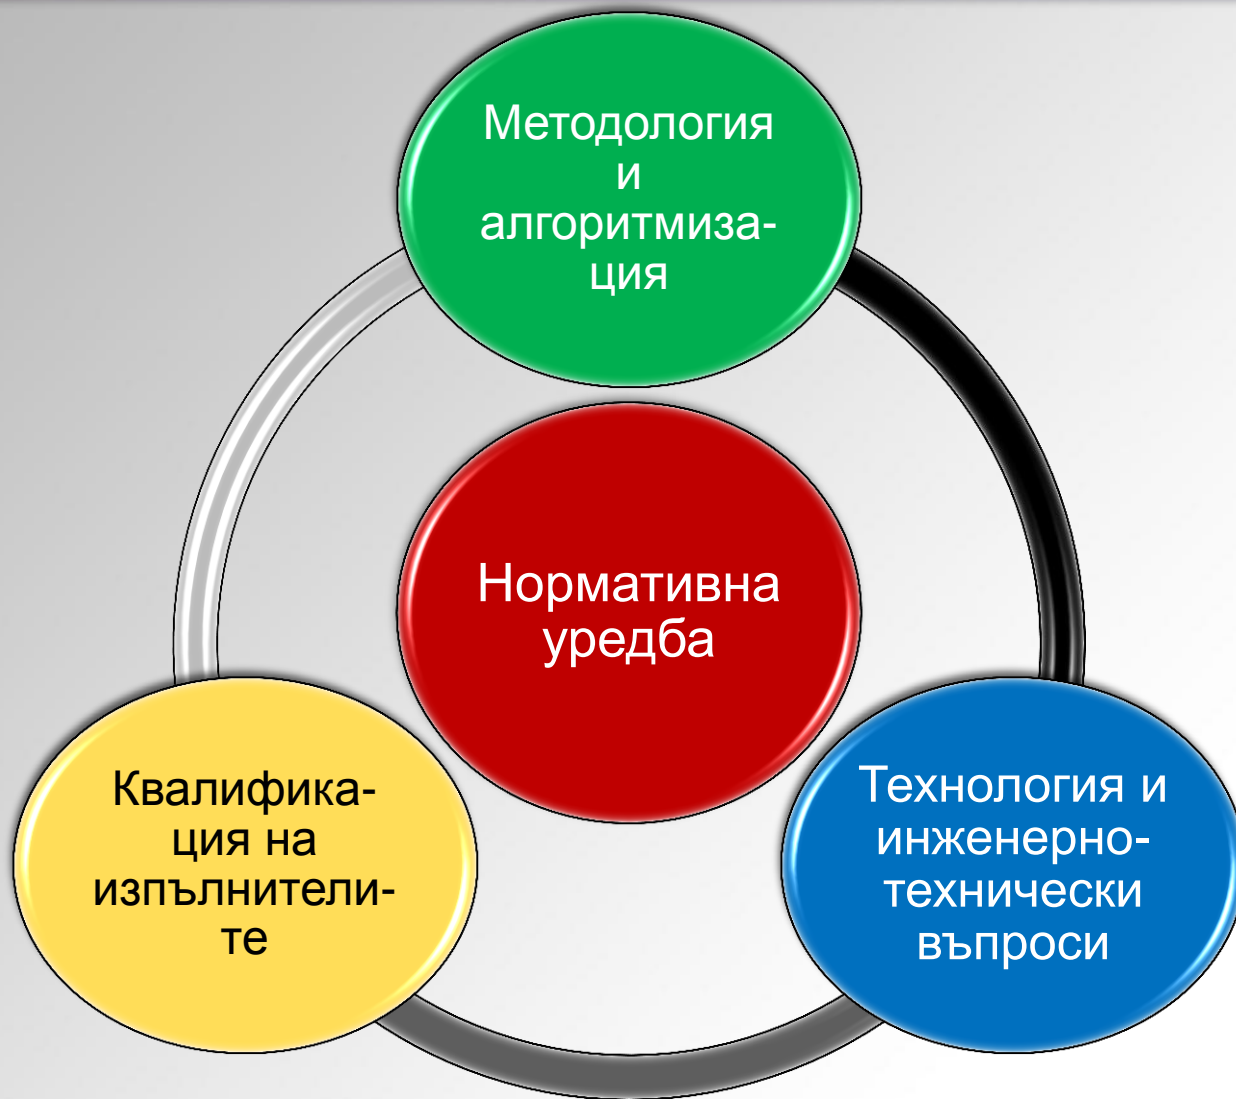 Методология
и
алгоритмиза-
ция
Нормативна
уредба
Квалифика-
ция на
изпълнители-
те
Технология и
инженерно-
технически
въпроси